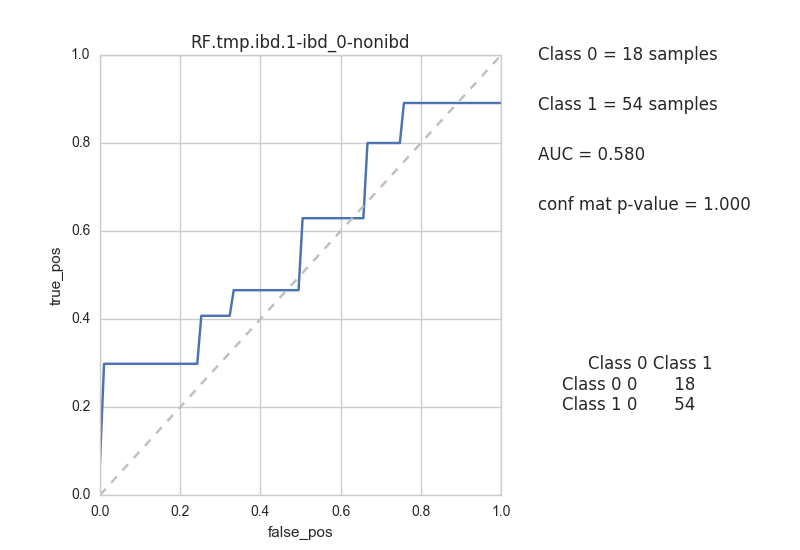 RF.tmp.ibd.1-ibd_0-nonibd
1.0
0.8
0.6
0.4
0.2
0.0
true_pos
0.0 0.2 0.4 0.6 0.8 1.0
false_pos
Class 0 = 18 samples
Class 1 = 54 samples
AUC = 0.580
conf mat p-value = 1.000
Class 0 Class 1
Class 0 0 18
Class 1 0 54